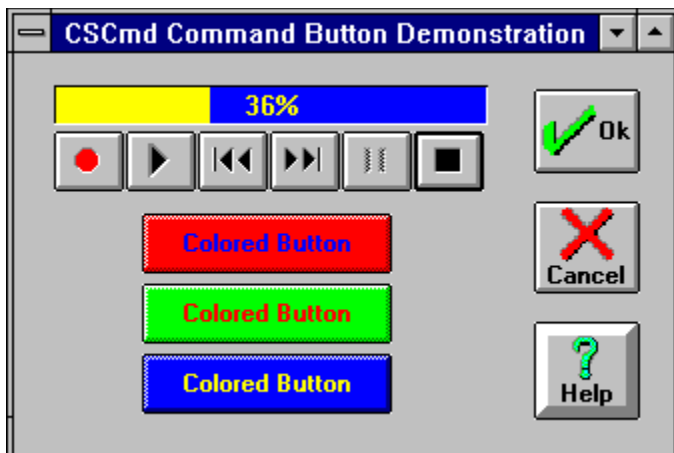 CSCmd Command Button Demonstration
36%
Ok
Colored Button
Cancel
Colored Button
Colored Button
Help